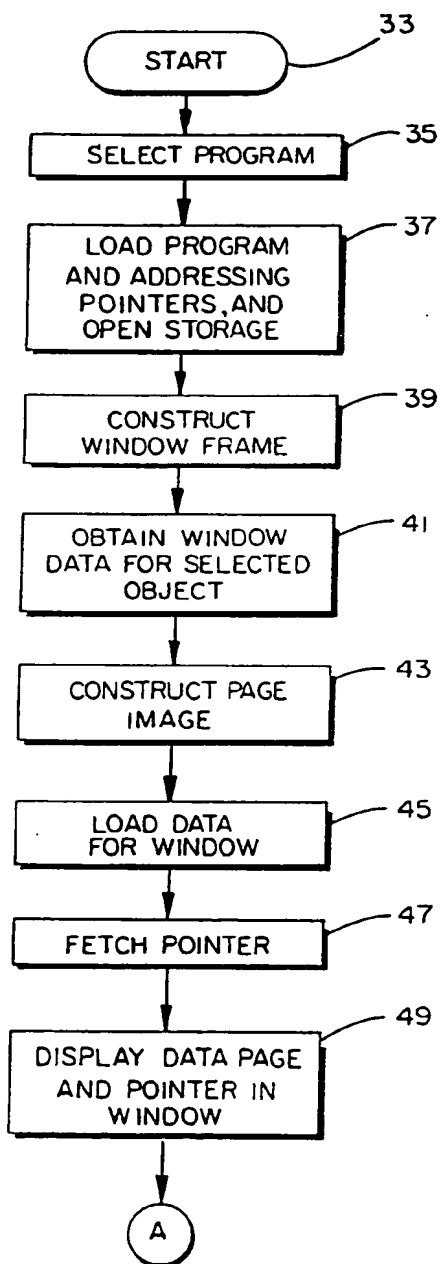 33
START
35
SELECT PROGRAM
37
LOAD PROGRAM
AND ADDRESSING
POINTERS, AND
OPEN STORAGE
39
CONSTRUCT
WINDOW FRAME
41
OBTAIN WINDOW
DATA FOR SELECTED
OBJECT
43
CONSTRUCT PAGE
IMAGE
45
LOAD DATA
FOR WINDOW
47
FETCH POINTER
49
DISPLAY DATA PAGE
AND POINTER IN
WINDOW
A